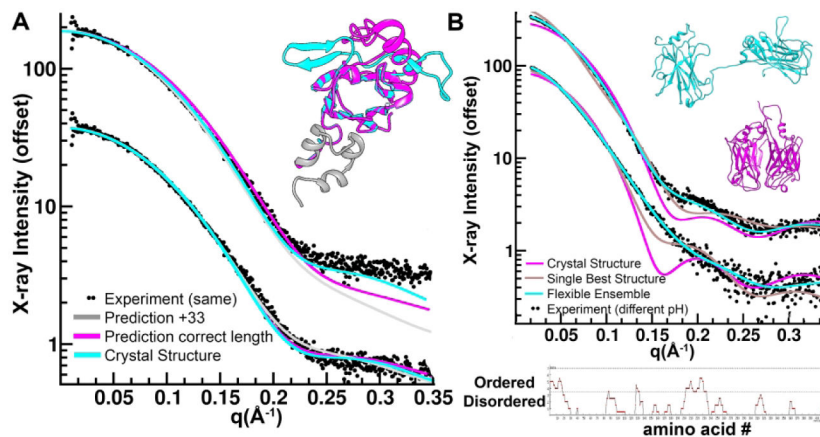 A
X-ray Intensity (offset)
100
10
1
Experiment (same)
Prediction +33
Prediction correct length
Crystal Structure
0
0.05
0.1
0.15
0.2
0.25
0.3
0.35
q(Å⁻¹)
B
X-ray Intensity (offset)
100
10
1
Crystal Structure
Single Best Structure
Flexible Ensemble
Experiment (different pH)
0
0.05
0.1
0.15
0.2
0.25
0.3
q(Å⁻¹)
Ordered
Disordered
amino acid #